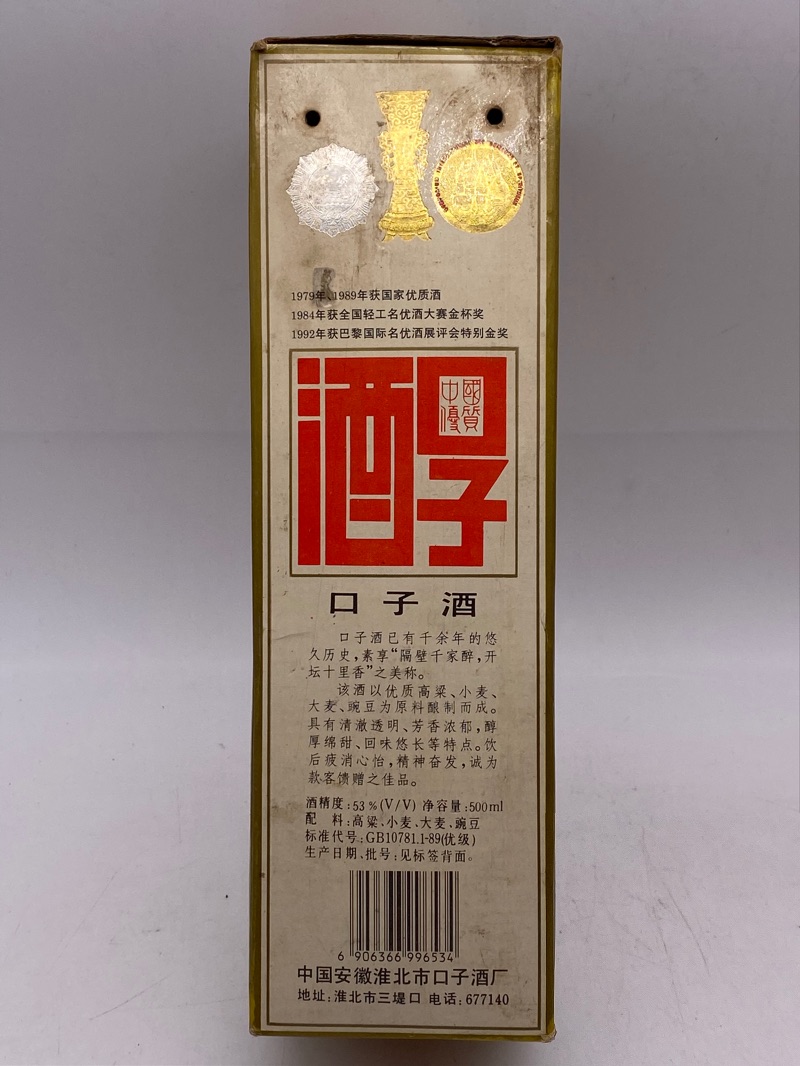 1979年、1989年获国家优质酒
1984年获全国轻工名优酒大赛金杯奖
1992年获巴黎国际名优酒展评会特别金奖
口子酒
中國
優質
口子酒
口子酒已有千余年的悠
久历史,素享“隔壁千家醉,开
坛十里香”之美称。
该酒以优质高粱、小麦、
大麦、豌豆为原料酿制而成。
具有清澈透明、芳香浓郁,醇
厚绵甜、回味悠长等特点。饮
后疲消心怡,精神奋发,诚为
款客馈赠之佳品。
酒精度:53%(V/V) 净容量:500ml
配 料:高粱、小麦、大麦、豌豆
标准代号:GB10781.1-89(优级)
生产日期、批号:见标签背面。
6 906366 996534
中国安徽淮北市口子酒厂
地址:淮北市三堤口 电话:677140